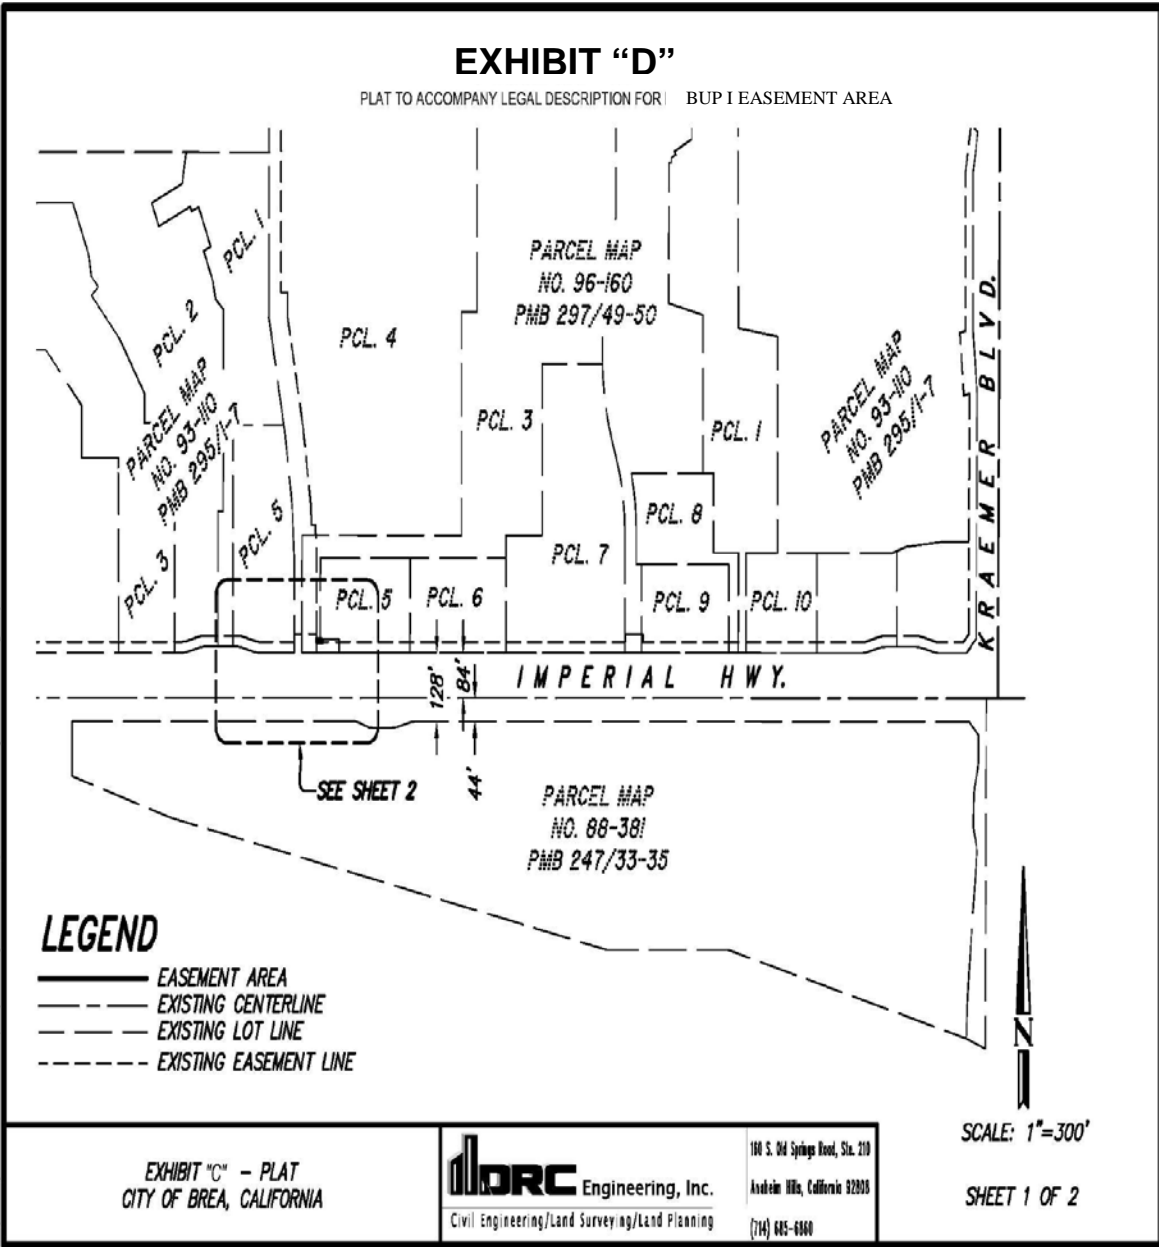 EXHIBIT “D”
PLAT TO ACCOMPANY LEGAL DESCRIPTION FOR BUP I EASEMENT AREA
PCL. 1
PCL. 2
PARCEL MAP
NO. 93-110
PMB 295/1-7
PCL. 3
PCL. 5
PCL. 4
PARCEL MAP
NO. 96-160
PMB 297/49-50
PCL. 3
PCL. 1
PARCEL MAP
NO. 93-110
PMB 295/1-7
KRAEMER BLVD.
PCL. 8
PCL. 7
PCL. 5
PCL. 6
PCL. 9
PCL. 10
IMPERIAL HWY.
128'
84'
44'
SEE SHEET 2
PARCEL MAP
NO. 88-381
PMB 247/33-35
LEGEND
EASEMENT AREA
EXISTING CENTERLINE
EXISTING LOT LINE
EXISTING EASEMENT LINE
N
SCALE: 1"=300'
SHEET 1 OF 2
EXHIBIT "C" - PLAT
CITY OF BREA, CALIFORNIA
DRC Engineering, Inc.
Civil Engineering/Land Surveying/Land Planning
160 S. Old Springs Road, Ste. 210
Anaheim Hills, California 92808
(714) 685-6860